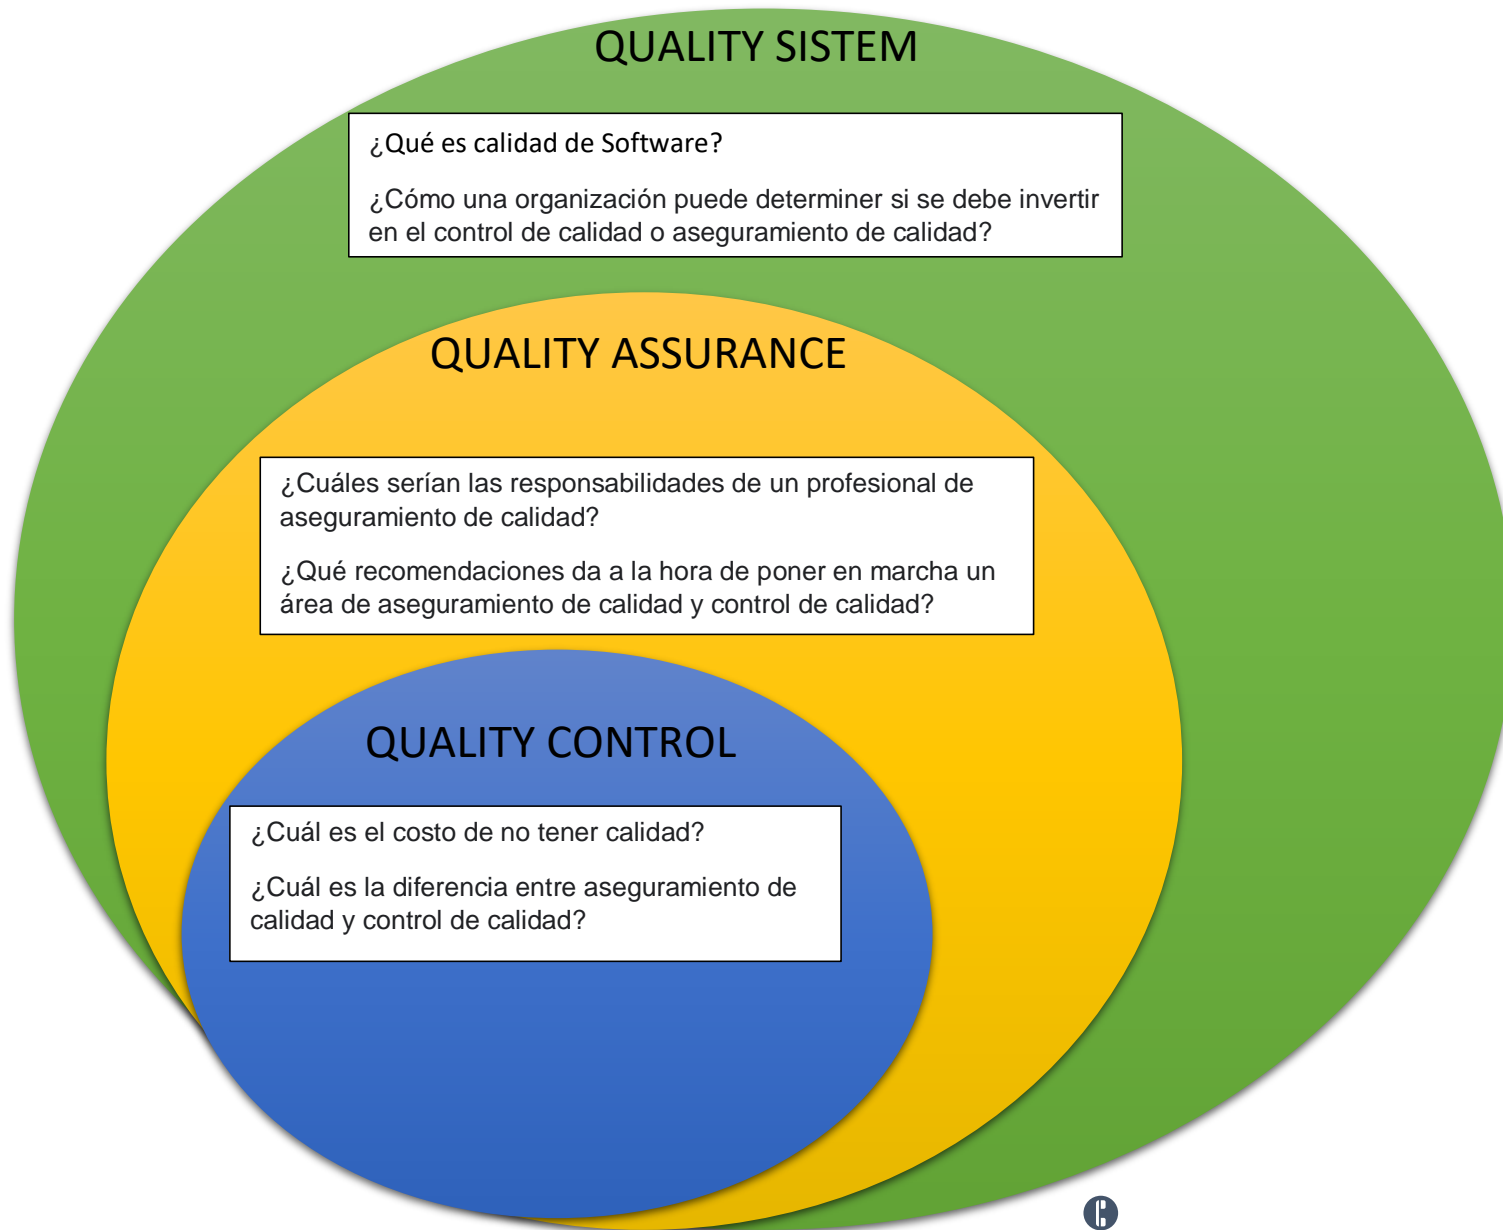 QUALITY SISTEM
¿Qué es calidad de Software?
¿Cómo una organización puede determiner si se debe invertir
en el control de calidad o aseguramiento de calidad?
QUALITY ASSURANCE
¿Cuáles serían las responsabilidades de un profesional de
aseguramiento de calidad?
¿Qué recomendaciones da a la hora de poner en marcha un
área de aseguramiento de calidad y control de calidad?
QUALITY CONTROL
¿Cuál es el costo de no tener calidad?
¿Cuál es la diferencia entre aseguramiento de
calidad y control de calidad?